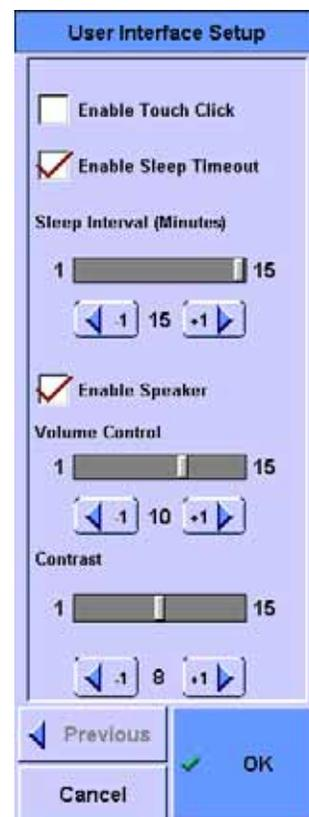 User Interface Setup
Enable Touch Click
Enable Sleep Timeout
Sleep Interval (Minutes)
1 15
-1 15 +1
Enable Speaker
Volume Control
1 15
-1 10 +1
Contrast
1 15
-1 8 +1
Previous
OK
Cancel